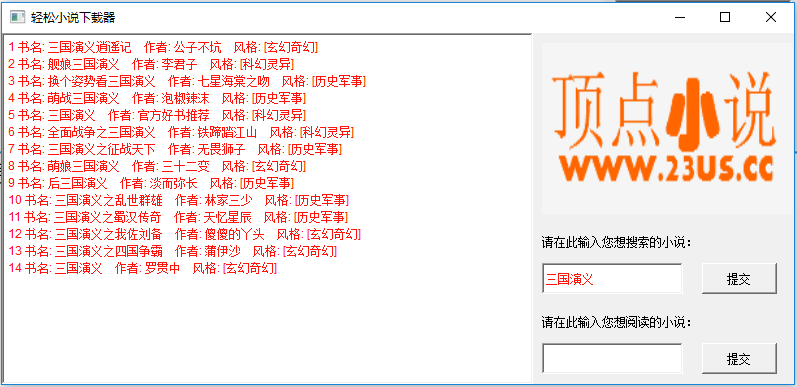 轻松小说下载器
1 书名: 三国演义逍遥记 作者: 公子不坑 风格: [玄幻奇幻]
2 书名: 舰娘三国演义 作者: 李君子 风格: [科幻灵异]
3 书名: 换个姿势看三国演义 作者: 七星海棠之吻 风格: [历史军事]
4 书名: 萌战三国演义 作者: 泡椒辣沫 风格: [历史军事]
5 书名: 三国演义 作者: 官方好书推荐 风格: [科幻灵异]
6 书名: 全面战争之三国演义 作者: 铁蹄踏江山 风格: [科幻灵异]
7 书名: 三国演义之征战天下 作者: 无畏狮子 风格: [历史军事]
8 书名: 萌娘三国演义 作者: 三十二变 风格: [玄幻奇幻]
9 书名: 后三国演义 作者: 淡而弥长 风格: [历史军事]
10 书名: 三国演义之乱世群雄 作者: 林家三少 风格: [历史军事]
11 书名: 三国演义之蜀汉传奇 作者: 天忆星辰 风格: [历史军事]
12 书名: 三国演义之我佐刘备 作者: 傻傻的丫头 风格: [玄幻奇幻]
13 书名: 三国演义之四国争霸 作者: 蒲伊沙 风格: [玄幻奇幻]
14 书名: 三国演义 作者: 罗贯中 风格: [玄幻奇幻]
顶点小说
WWW.23US.CC
请在此输入您想搜索的小说：
三国演义 提交
请在此输入您想阅读的小说：
提交